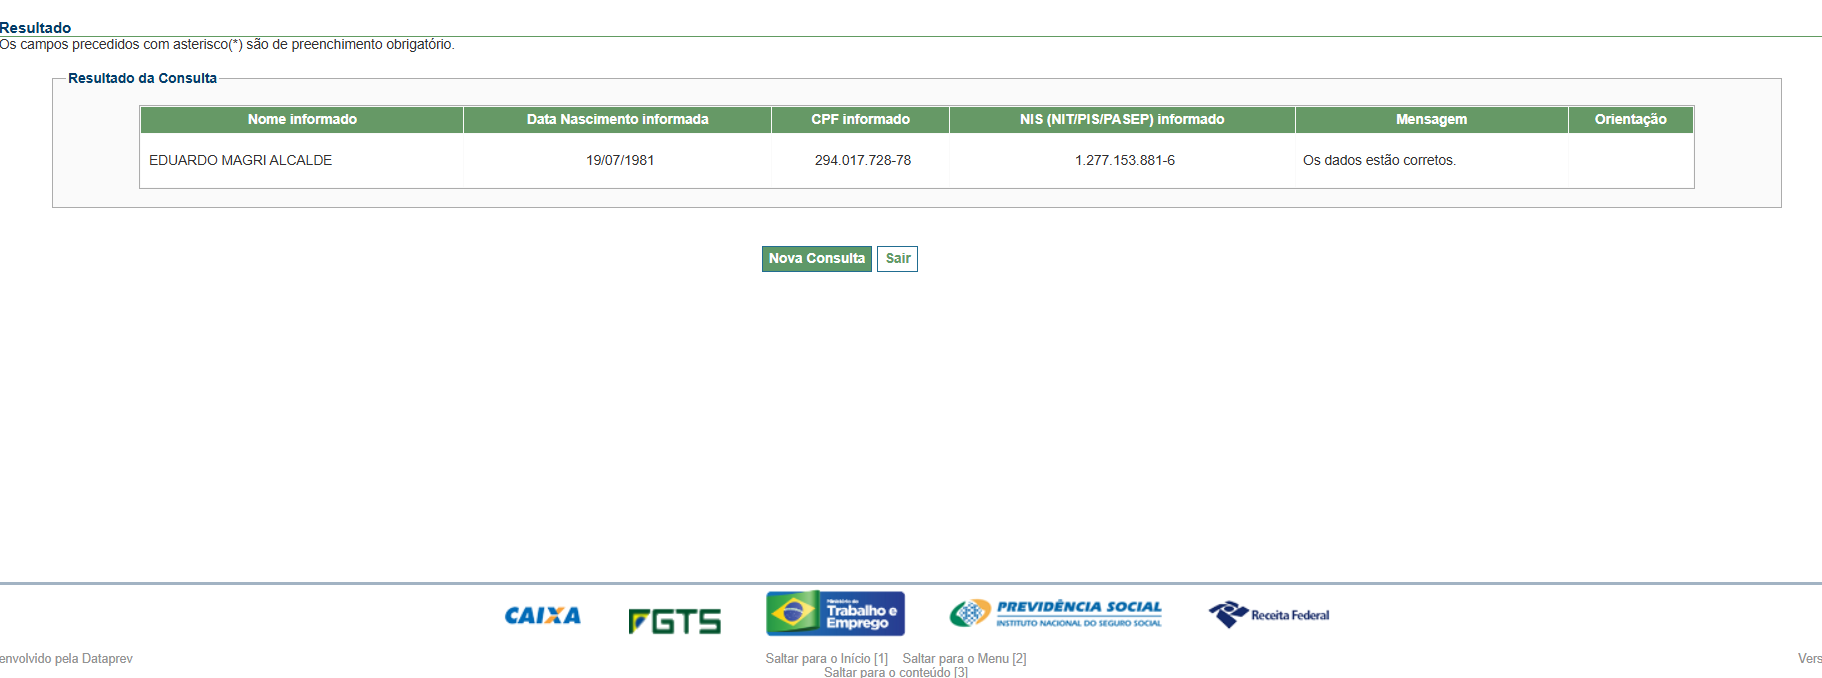 Resultado
Os campos precedidos com asterisco(*) são de preenchimento obrigatório.
Resultado da Consulta
Nome informado Data Nascimento informada CPF informado NIS (NIT/PIS/PASEP) informado Mensagem Orientação
EDUARDO MAGRI ALCALDE 19/07/1981 294.017.728-78 1.277.153.881-6 Os dados estão corretos.
Nova Consulta Sair
CAIXA FGTS Ministério do Trabalho e Emprego PREVIDÊNCIA SOCIAL INSTITUTO NACIONAL DO SEGURO SOCIAL Receita Federal
envolvido pela Dataprev Saltar para o Início [1] Saltar para o Menu [2] Vers
Saltar para o conteúdo [3]